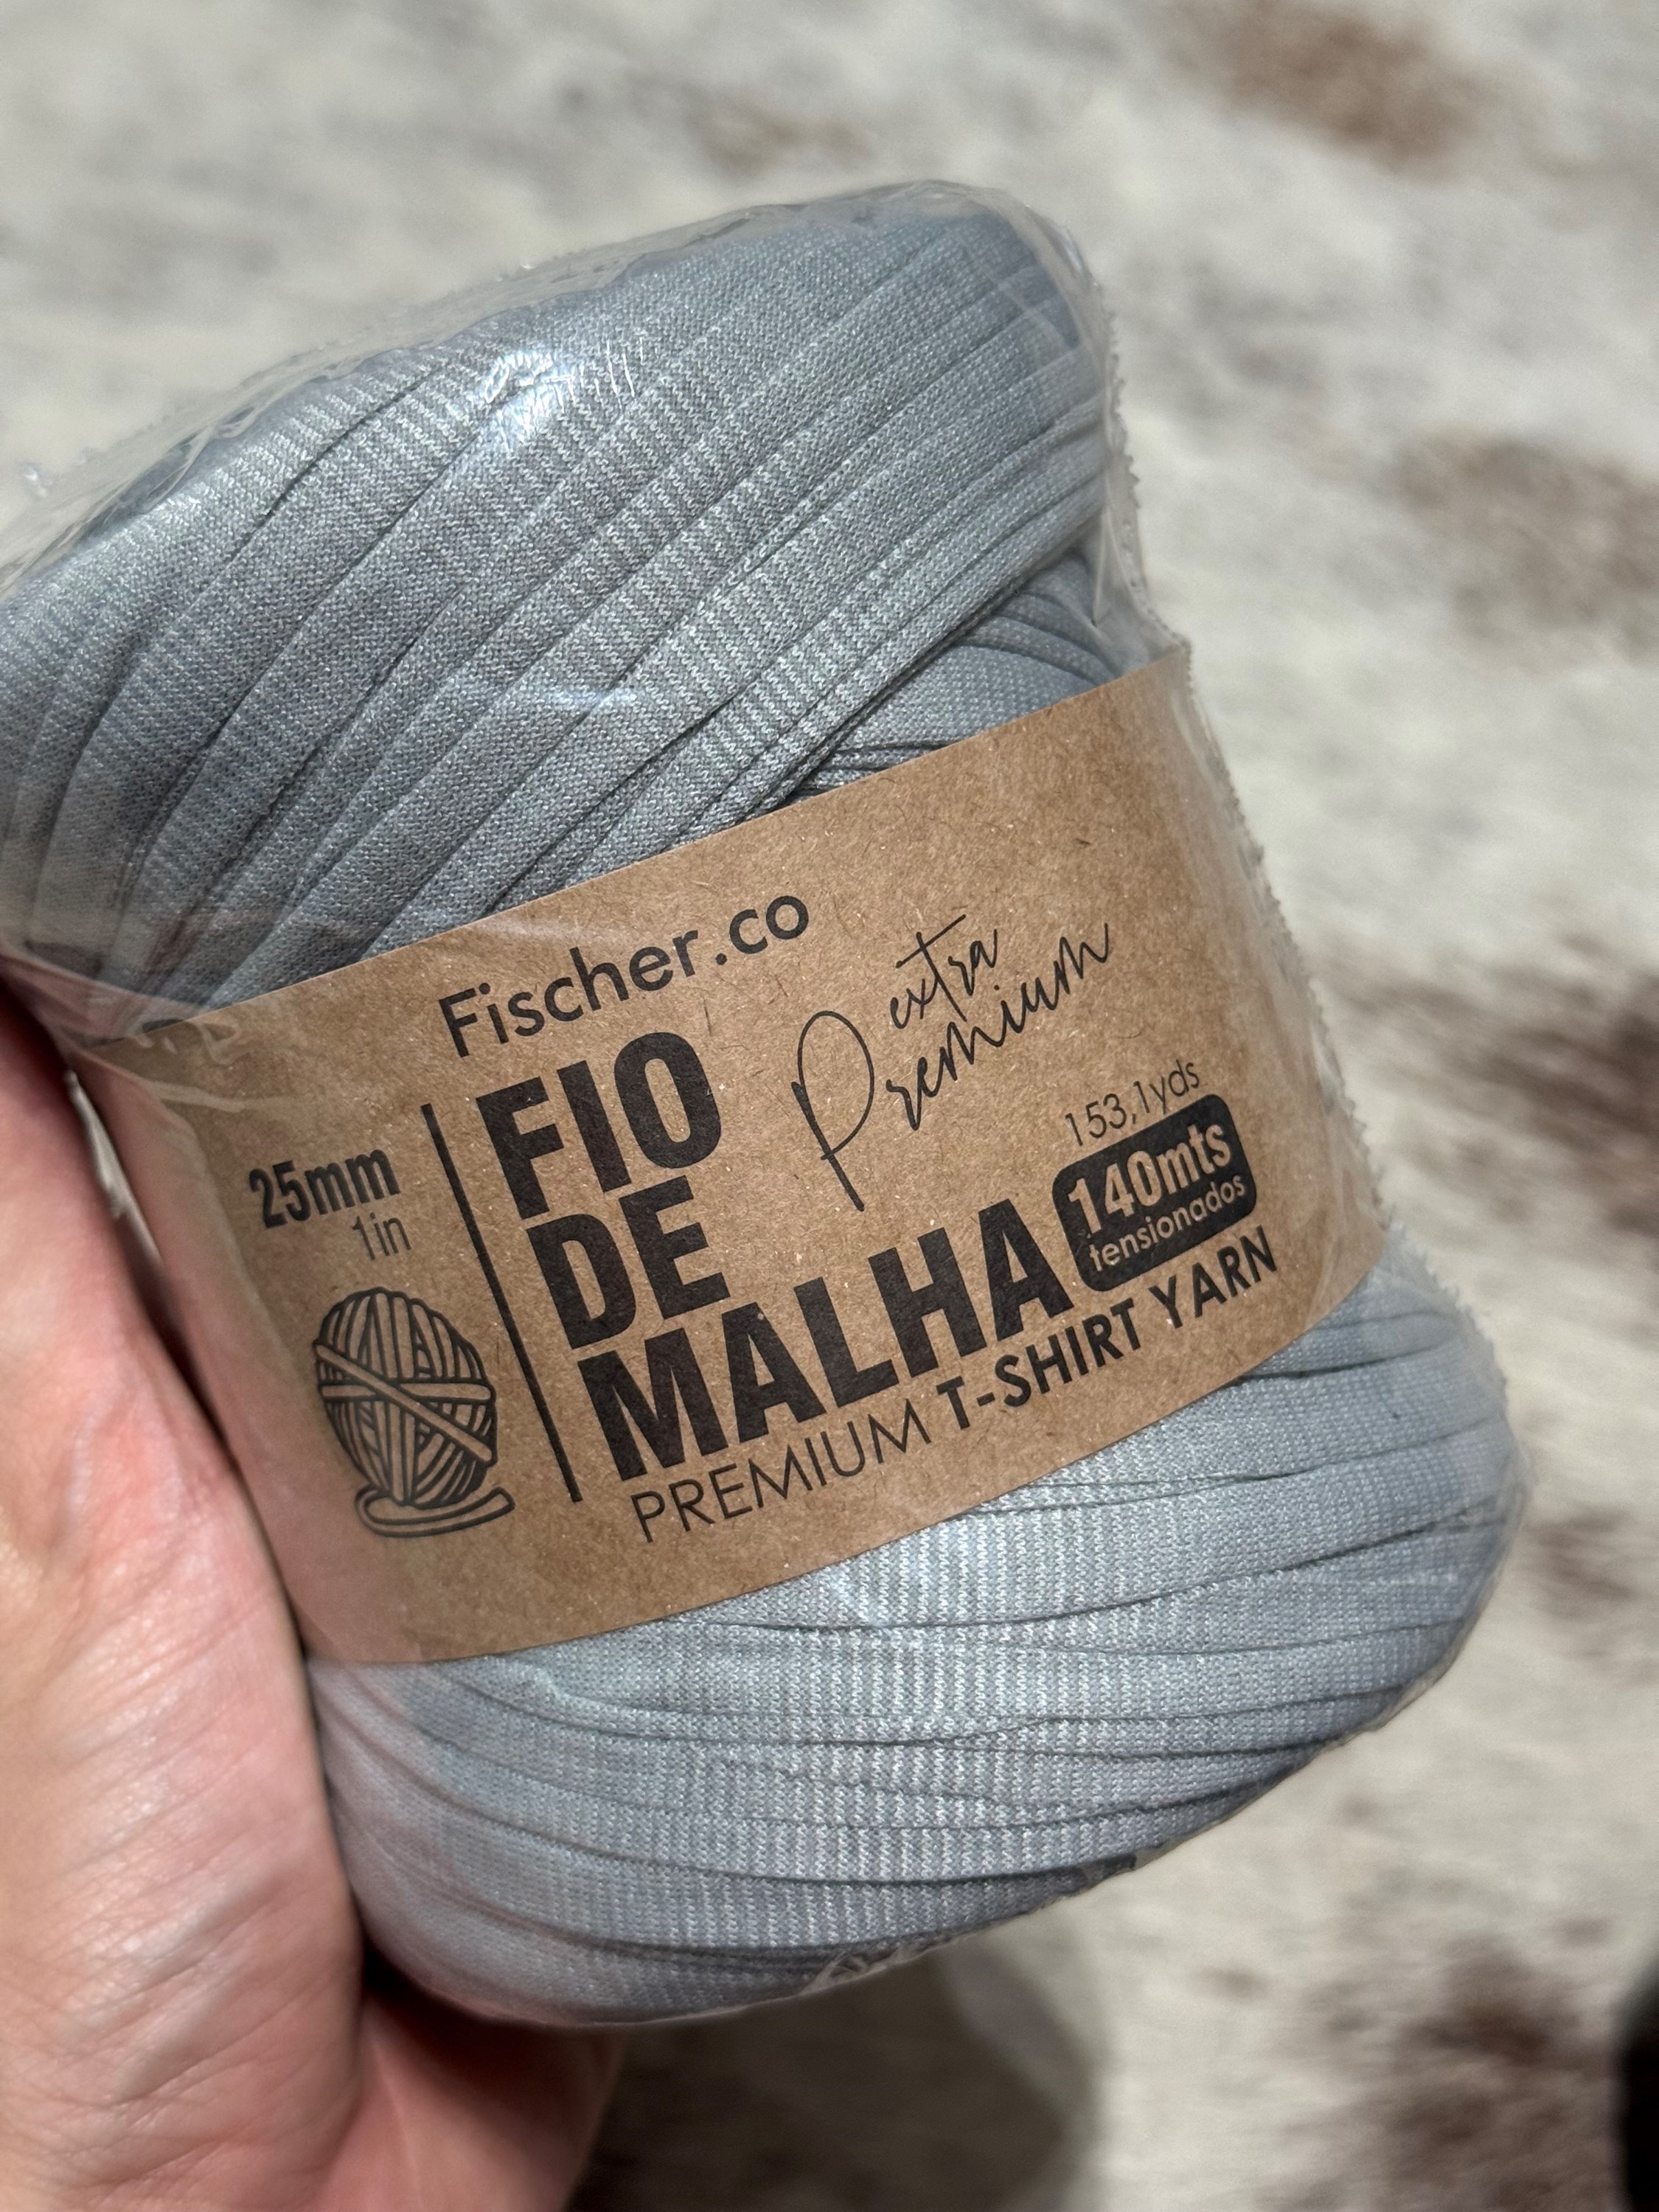 Fischer.co
25mm
1in
FIO
DE
MALHA
extra
Premium
153,1yds
140mts
tensionados
PREMIUM T-SHIRT YARN